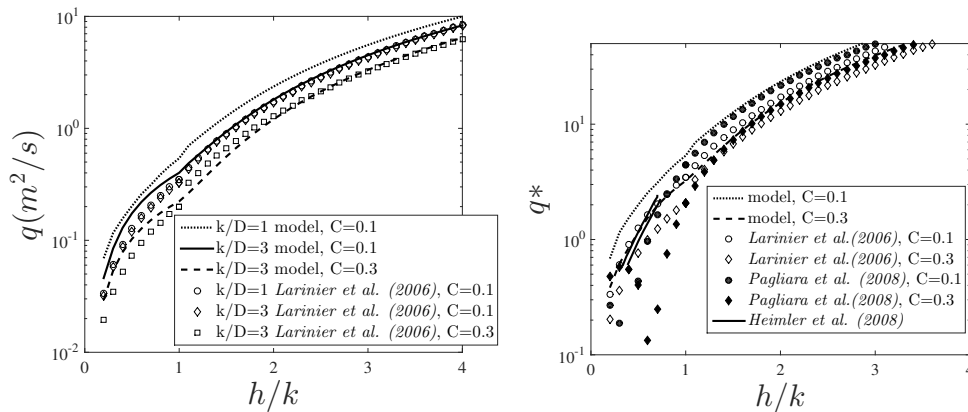 10^1
10^0
10^-1
10^-2
q(m^2/s)
0
1
2
3
4
h/k
k/D=1 model, C=0.1
k/D=3 model, C=0.1
k/D=3 model, C=0.3
k/D=1 Larinier et al. (2006), C=0.1
k/D=3 Larinier et al. (2006), C=0.1
k/D=3 Larinier et al. (2006), C=0.3
10^1
10^0
10^-1
q*
0
1
2
3
4
h/k
model, C=0.1
model, C=0.3
Larinier et al.(2006), C=0.1
Larinier et al.(2006), C=0.3
Pagliara et al. (2008), C=0.1
Pagliara et al.(2008), C=0.3
Heimler et al. (2008)